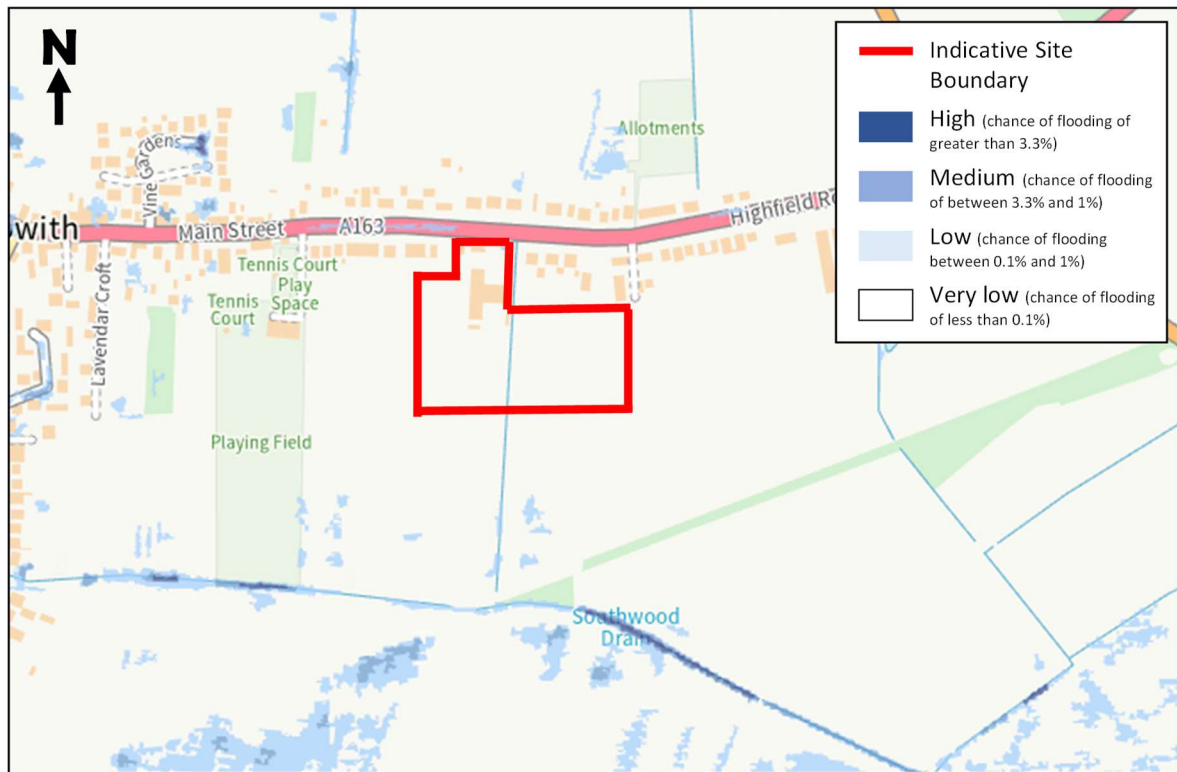 N
Indicative Site
Boundary
High (chance of flooding of
greater than 3.3%)
Medium (chance of flooding
of between 3.3% and 1%)
Low (chance of flooding
between 0.1% and 1%)
Very low (chance of flooding
of less than 0.1%)
Allotments
Vine Gardens
with
Main Street
A163
Highfield Ro
Tennis Court
Play
Space
Tennis
Court
Lavendar Croft
Playing Field
Southwood
Drain